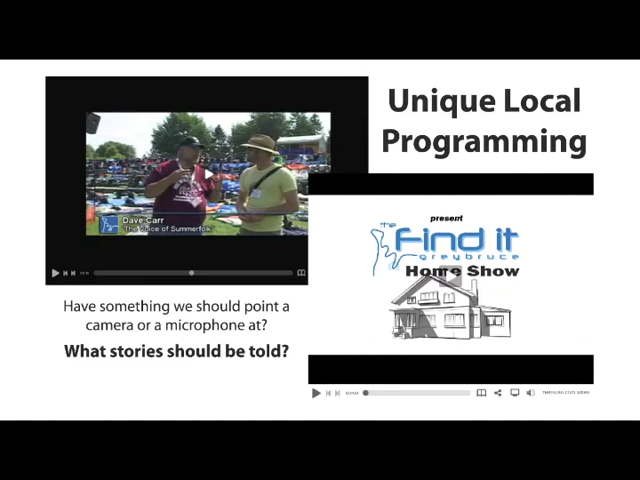 Unique Local
Programming
Dave Carr
The Voice of Summerfolk
present
the
Find it
greybruce
Home Show
Have something we should point a
camera or a microphone at?
What stories should be told?